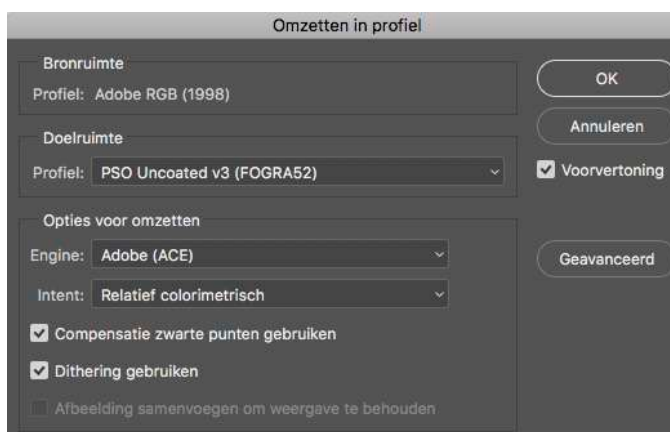 Omzetten in profiel
Bronruimte
Profiel: Adobe RGB (1998)
OK
Annuleren
Doelruimte
Profiel: PSO Uncoated v3 (FOGRA52)
Voorvertoning
Opties voor omzetten
Engine: Adobe (ACE)
Geavanceerd
Intent: Relatief colorimetrisch
Compensatie zwarte punten gebruiken
Dithering gebruiken
Afbeelding samenvoegen om weergave te behouden